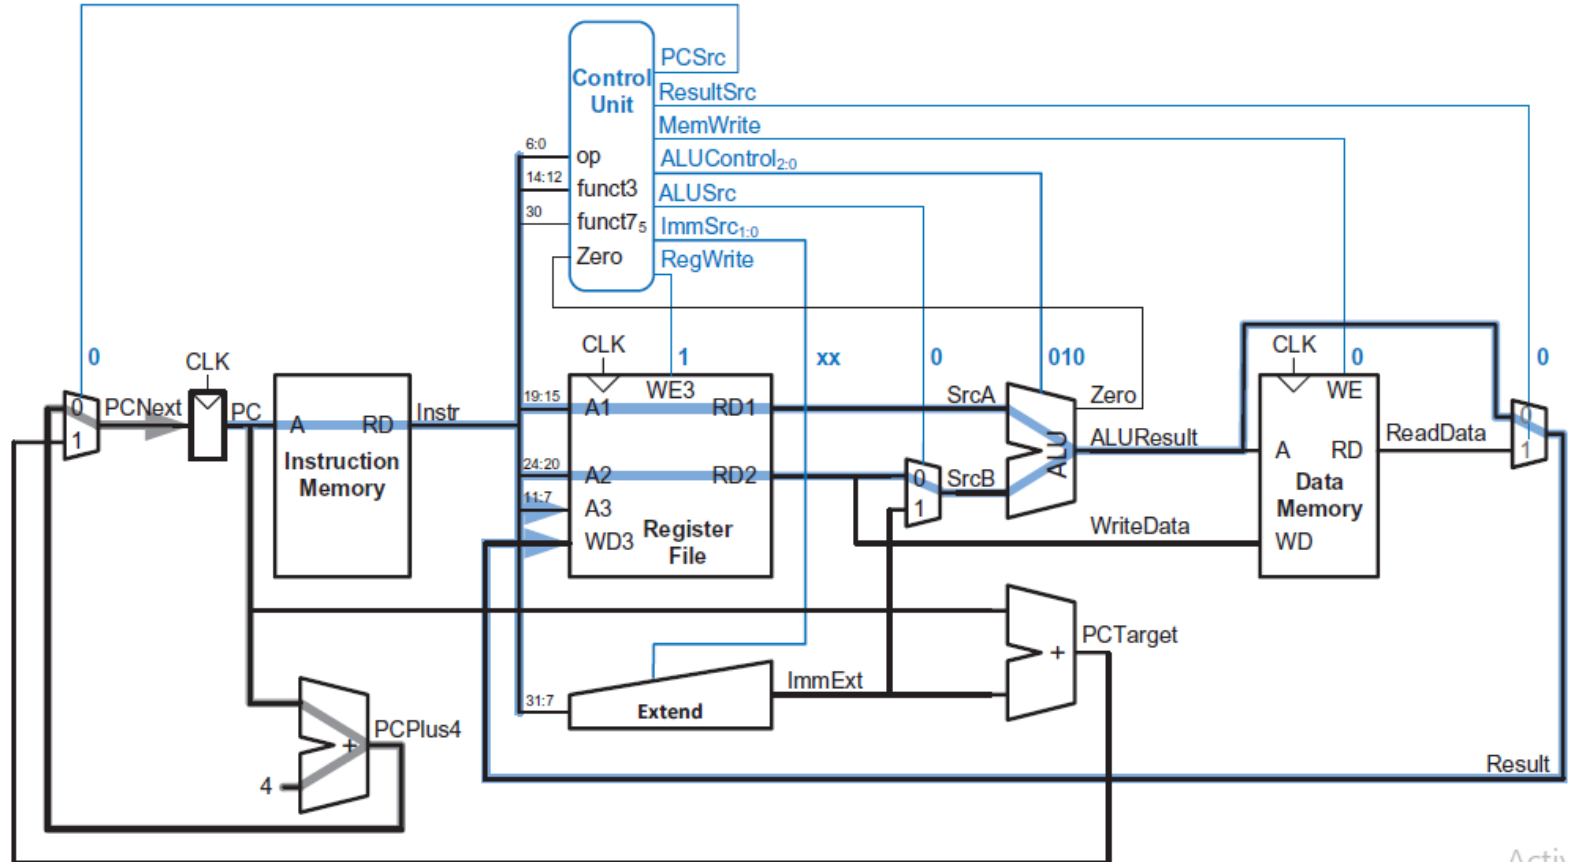 PCSrc
Control
Unit
ResultSrc
MemWrite
6:0
op
ALUControl2:0
14:12
funct3
ALUSrc
30
funct75
ImmSrc1:0
Zero
RegWrite
0
CLK
CLK
1
xx
0
010
CLK
0
0
0
PCNext
1
PC
A
RD
Instr
Instruction
Memory
19:15
A1
WE3
RD1
SrcA
Zero
WE
24:20
A2
RD2
0
SrcB
1
ALU
ALUResult
A
RD
ReadData
0
1
Data
Memory
11:7
A3
WD3
Register
File
WriteData
WD
PCTarget
+
31:7
Extend
ImmExt
PCPlus4
+
4
Result